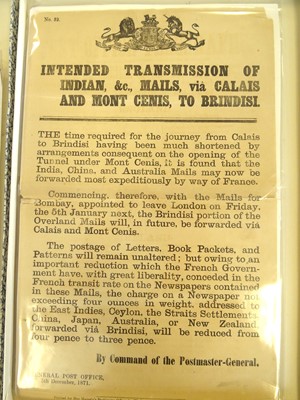 No. 84.
INTENDED TRANSMISSION OF
INDIAN, &c., MAILS, viâ CALAIS
AND MONT CENIS, TO BRINDISI.
THE time required for the journey from Calais
to Brindisi having been much shortened by
arrangements consequent on the opening of the
Tunnel under Mont Cenis, it is found that the
India, China, and Australia Mails may now be
forwarded most expeditiously by way of France.
Commencing, therefore, with the Mails for
Bombay, appointed to leave London on Friday,
the 5th January next, the Brindisi portion of the
Overland Mails will, in future, be forwarded via
Calais and Mont Cenis.
The postage of Letters, Book Packets, and
Patterns will remain unaltered; but owing to an
important reduction which the French Govern-
ment have, with great liberality, conceded in the
French transit rate on the Newspapers contained
in these Mails, the charge on a Newspaper not
exceeding four ounces in weight, addressed to
the East Indies, Ceylon, the Straits Settlements,
China, Japan, Australia, or New Zealand,
forwarded via Brindisi, will be reduced from
four pence to three pence.
By Command of the Postmaster-General.
GENERAL POST OFFICE,
December, 1871.